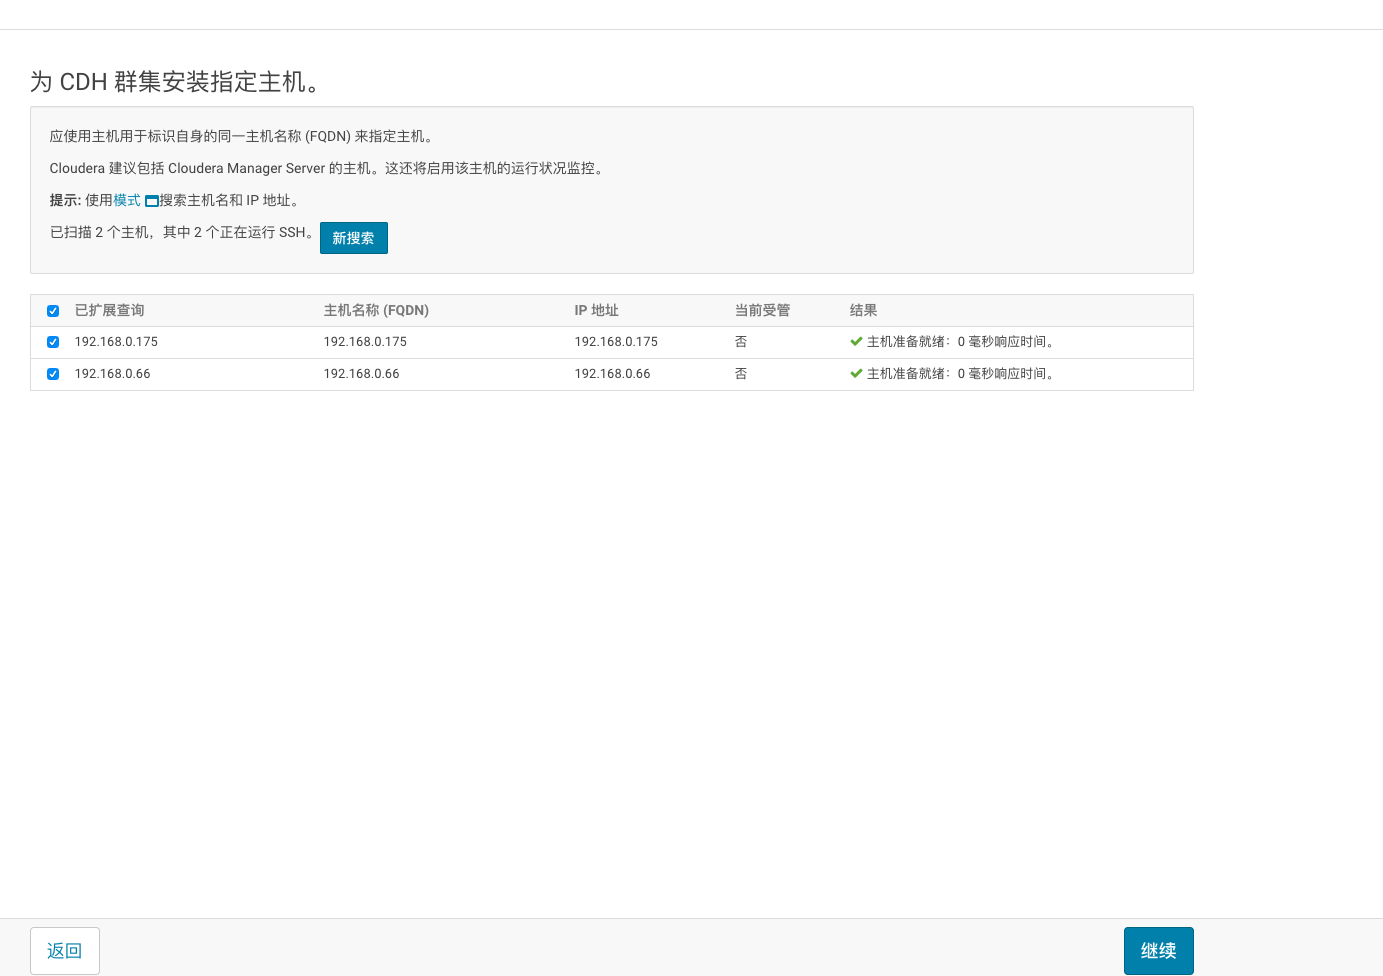 为 CDH 群集安装指定主机。
应使用主机用于标识自身的同一主机名称 (FQDN) 来指定主机。
Cloudera 建议包括 Cloudera Manager Server 的主机。这还将启用该主机的运行状况监控。
提示: 使用模式 搜索主机名和 IP 地址。
已扫描 2 个主机，其中 2 个正在运行 SSH。 新搜索
已扩展查询 主机名称 (FQDN) IP 地址 当前受管 结果
192.168.0.175 192.168.0.175 192.168.0.175 否 主机准备就绪：0 毫秒响应时间。
192.168.0.66 192.168.0.66 192.168.0.66 否 主机准备就绪：0 毫秒响应时间。
返回 继续